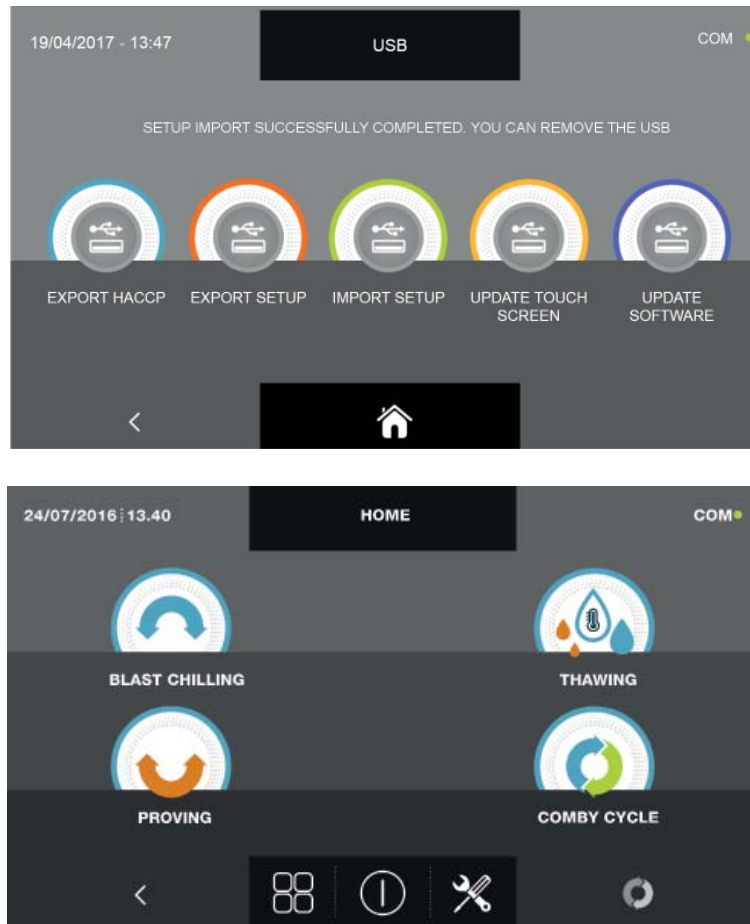 19/04/2017 - 13:47
USB
COM
SETUP IMPORT SUCCESSFULLY COMPLETED. YOU CAN REMOVE THE USB
EXPORT HACCP
EXPORT SETUP
IMPORT SETUP
UPDATE TOUCH
SCREEN
UPDATE
SOFTWARE
24/07/2016 13.40
HOME
COM
BLAST CHILLING
THAWING
PROVING
COMBY CYCLE